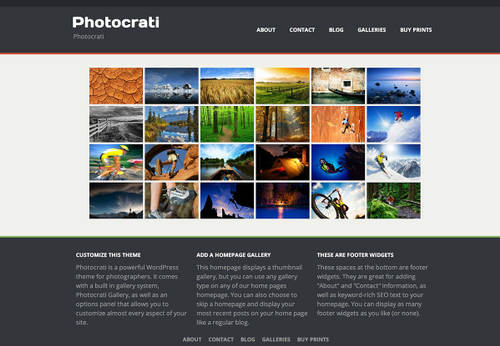 Photocrati
Photocrati
ABOUT CONTACT BLOG GALLERIES BUY PRINTS
CUSTOMIZE THIS THEME
Photocrati is a powerful WordPress
theme for photographers. It comes
with a built in gallery system,
Photocrati Gallery, as well as an
options panel that allows you to
customize almost every aspect of your
site.
ADD A HOMEPAGE GALLERY
This homepage displays a thumbnail
gallery, but you can use any gallery
type on any of our home pages
homepage. You can also choose to
skip a homepage and display your
most recent posts on your home page
like a regular blog.
THESE ARE FOOTER WIDGETS
These spaces at the bottom are footer
widgets. They are great for adding
"About" and "Contact" information, as
well as keyword-rich SEO text to your
homepage. You can display as many
footer widgets as you like (or none).
ABOUT CONTACT BLOG GALLERIES BUY PRINTS